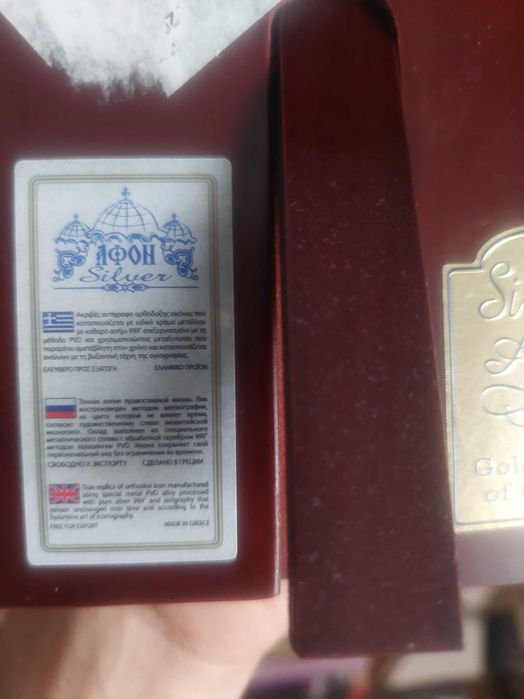 ΑΦΟΗ
Silver
Ακριβές αντίγραφο ορθόδοξης εικόνας που
κατασκευάζεται με ειδικό κράμα μετάλλου
με καθαρό ασήμι 999° επεξεργασμένο με τη
μέθοδο PVD και χρησιμοποιώντας μεταξοτυπία που
παραμένει αμετάβλητη στον χρόνο και κατασκευάζεται
ανάλογα με τη βυζαντινή τέχνη της αγιογραφίας.
ΕΛΕΥΘΕΡΟ ΠΡΟΣ ΕΞΑΓΩΓΗ ΕΛΛΗΝΙΚΟ ΠΡΟΪΟΝ
Точная копия православной иконы. Лик
воспроизведен методом шелкографии,
на цвета которой не влияет время,
согласно художественному стилю византийской
иконописи. Оклад выполнен из специального
металлического сплава с обработкой серебром 999°
методом технологии PVD. Икона сохраняет свой
первоначальный вид без ограничения во времени.
СВОБОДНО К ЭКСПОРТУ СДЕЛАНО В ГРЕЦИИ
True replica of orthodox icon manufactured
using special metal PVD alloy processed
with pure silver 999° and serigraphy that
remain unchanged over time and according to the
byzantine art of iconography.
FREE FOR EXPORT MADE IN GREECE
Si
Gold
of